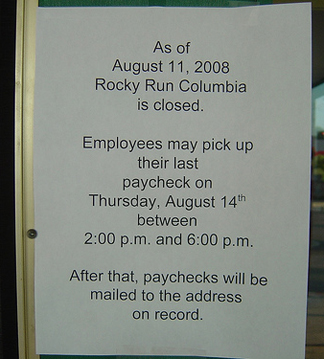 As of
August 11, 2008
Rocky Run Columbia
is closed.
Employees may pick up
their last
paycheck on
Thursday, August 14th
between
2:00 p.m. and 6:00 p.m.
After that, paychecks will be
mailed to the address
on record.